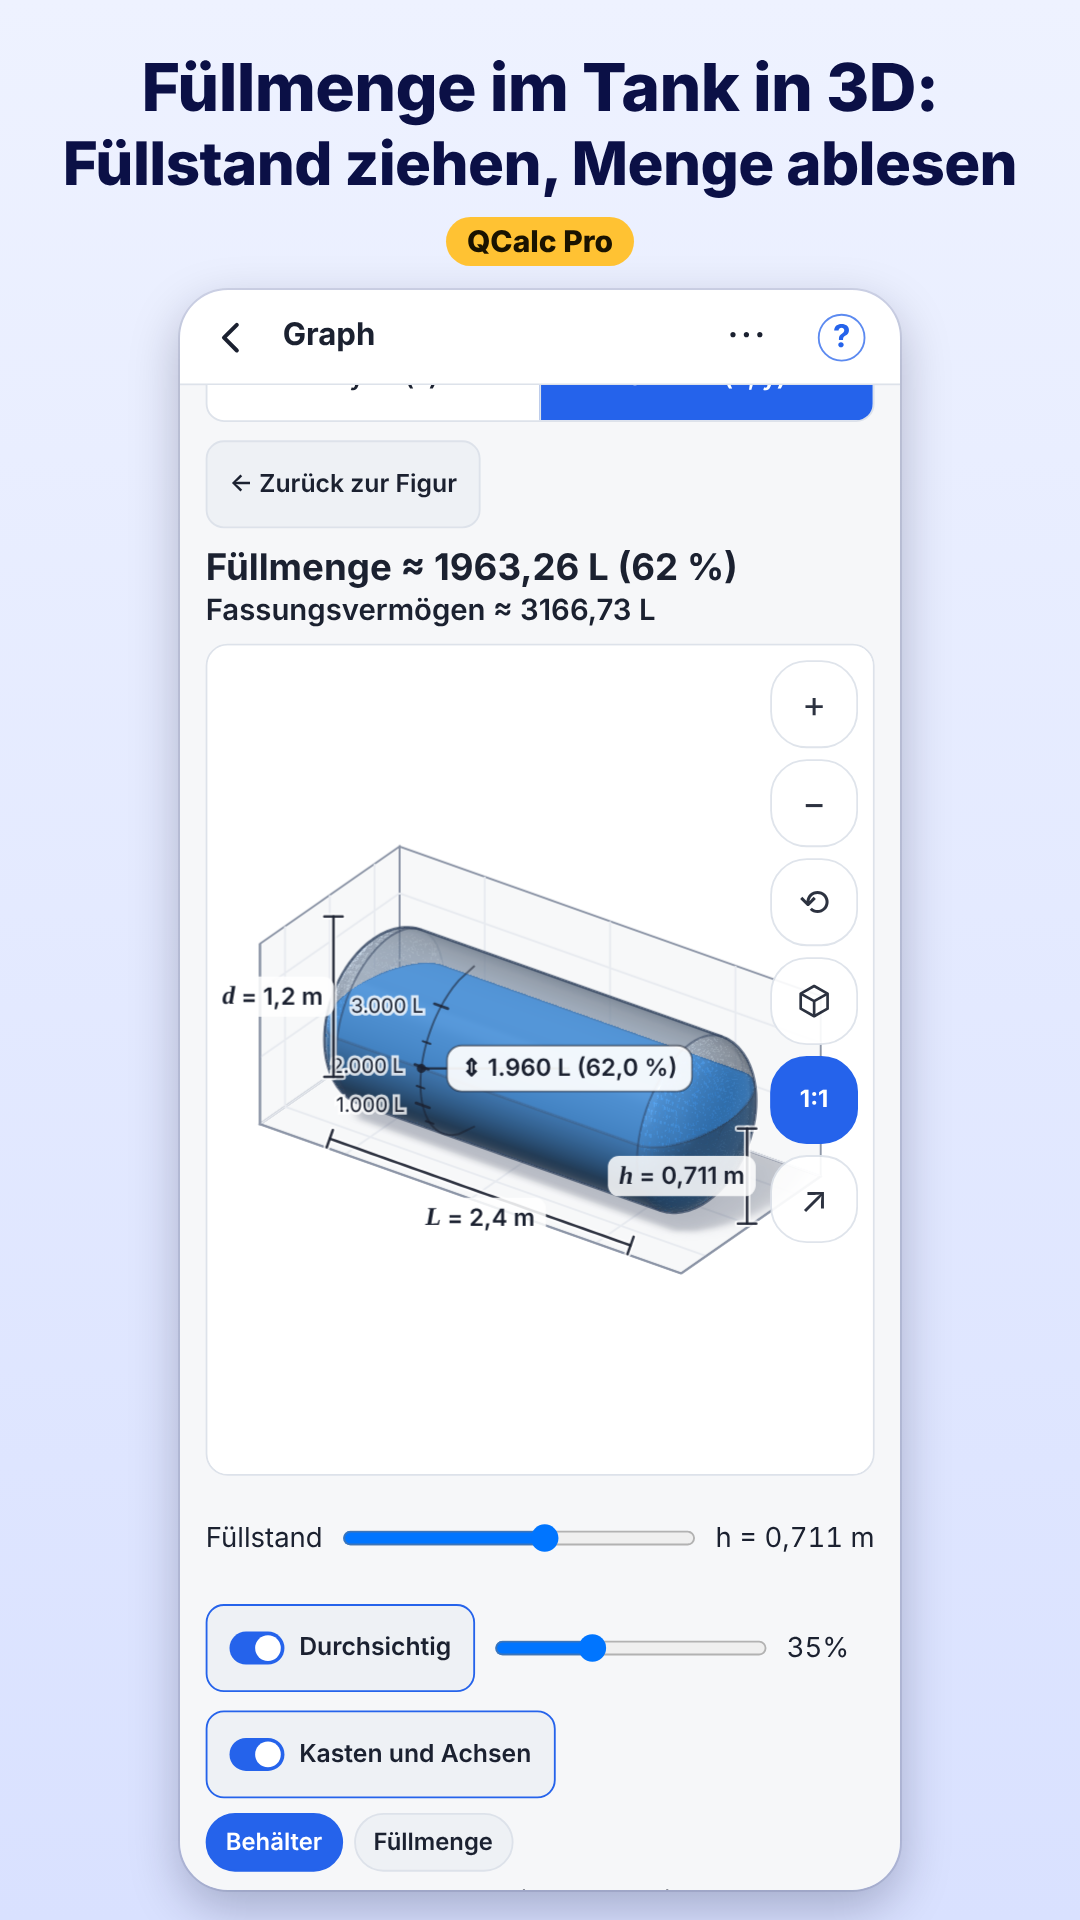 Füllmenge im Tank in 3D:
Füllstand ziehen, Menge ablesen
QCalc Pro
Graph
?
← Zurück zur Figur
Füllmenge ≈ 1963,26 L (62 %)
Fassungsvermögen ≈ 3166,73 L
+
−
d = 1,2 m
3.000 L
2.000 L
⇕ 1.960 L (62,0 %)
1:1
1.000 L
h = 0,711 m
L = 2,4 m
Füllstand h = 0,711 m
Durchsichtig 35%
Kasten und Achsen
Behälter Füllmenge